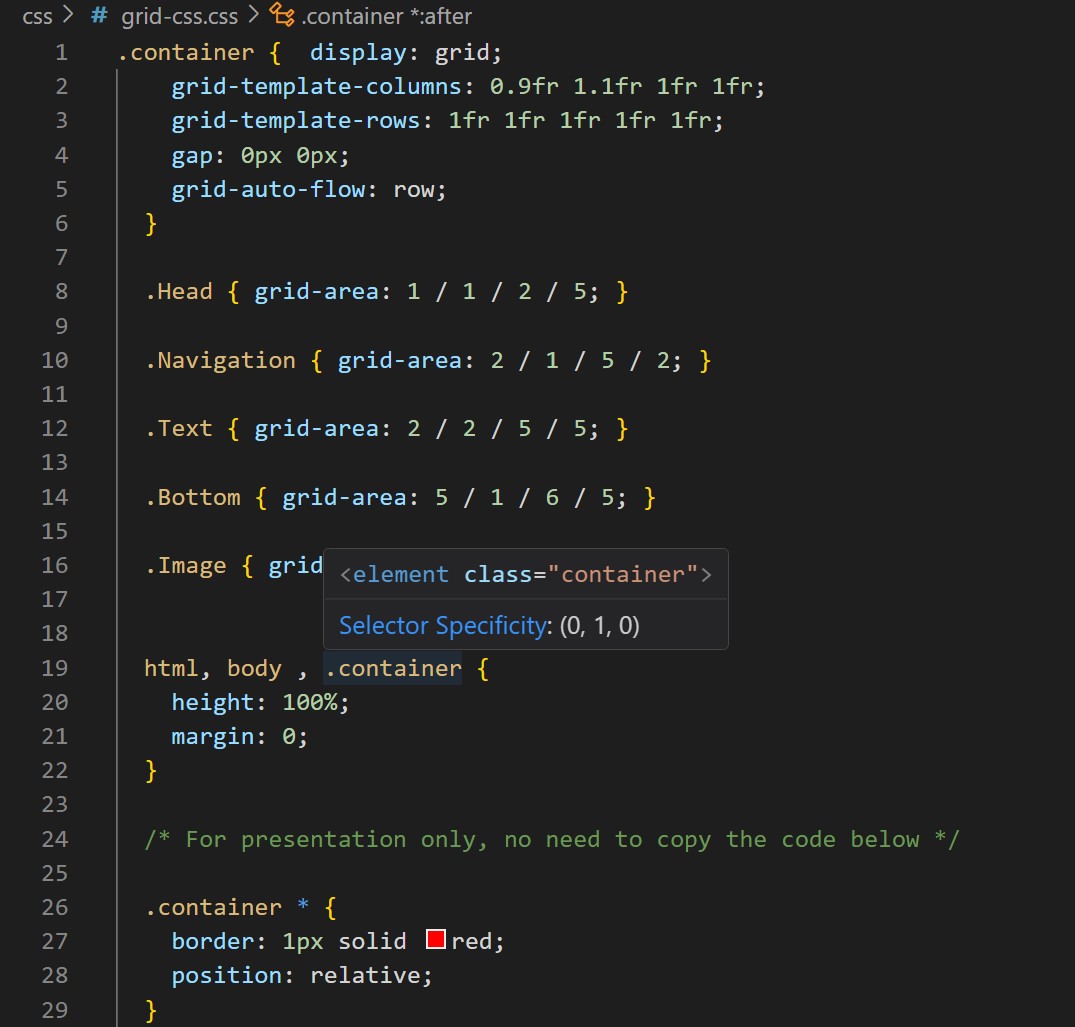 css > # grid-css.css > .container *:after
1 .container {  display: grid;
2 grid-template-columns: 0.9fr 1.1fr 1fr 1fr;
3 grid-template-rows: 1fr 1fr 1fr 1fr 1fr;
4 gap: 0px 0px;
5 grid-auto-flow: row;
6 }
7
8 .Head { grid-area: 1 / 1 / 2 / 5; }
9
10 .Navigation { grid-area: 2 / 1 / 5 / 2; }
11
12 .Text { grid-area: 2 / 2 / 5 / 5; }
13
14 .Bottom { grid-area: 5 / 1 / 6 / 5; }
15
16 .Image { grid
<element class="container">
17
Selector Specificity: (0, 1, 0)
18
19 html, body , .container {
20 height: 100%;
21 margin: 0;
22 }
23
24 /* For presentation only, no need to copy the code below */
25
26 .container * {
27 border: 1px solid red;
28 position: relative;
29 }